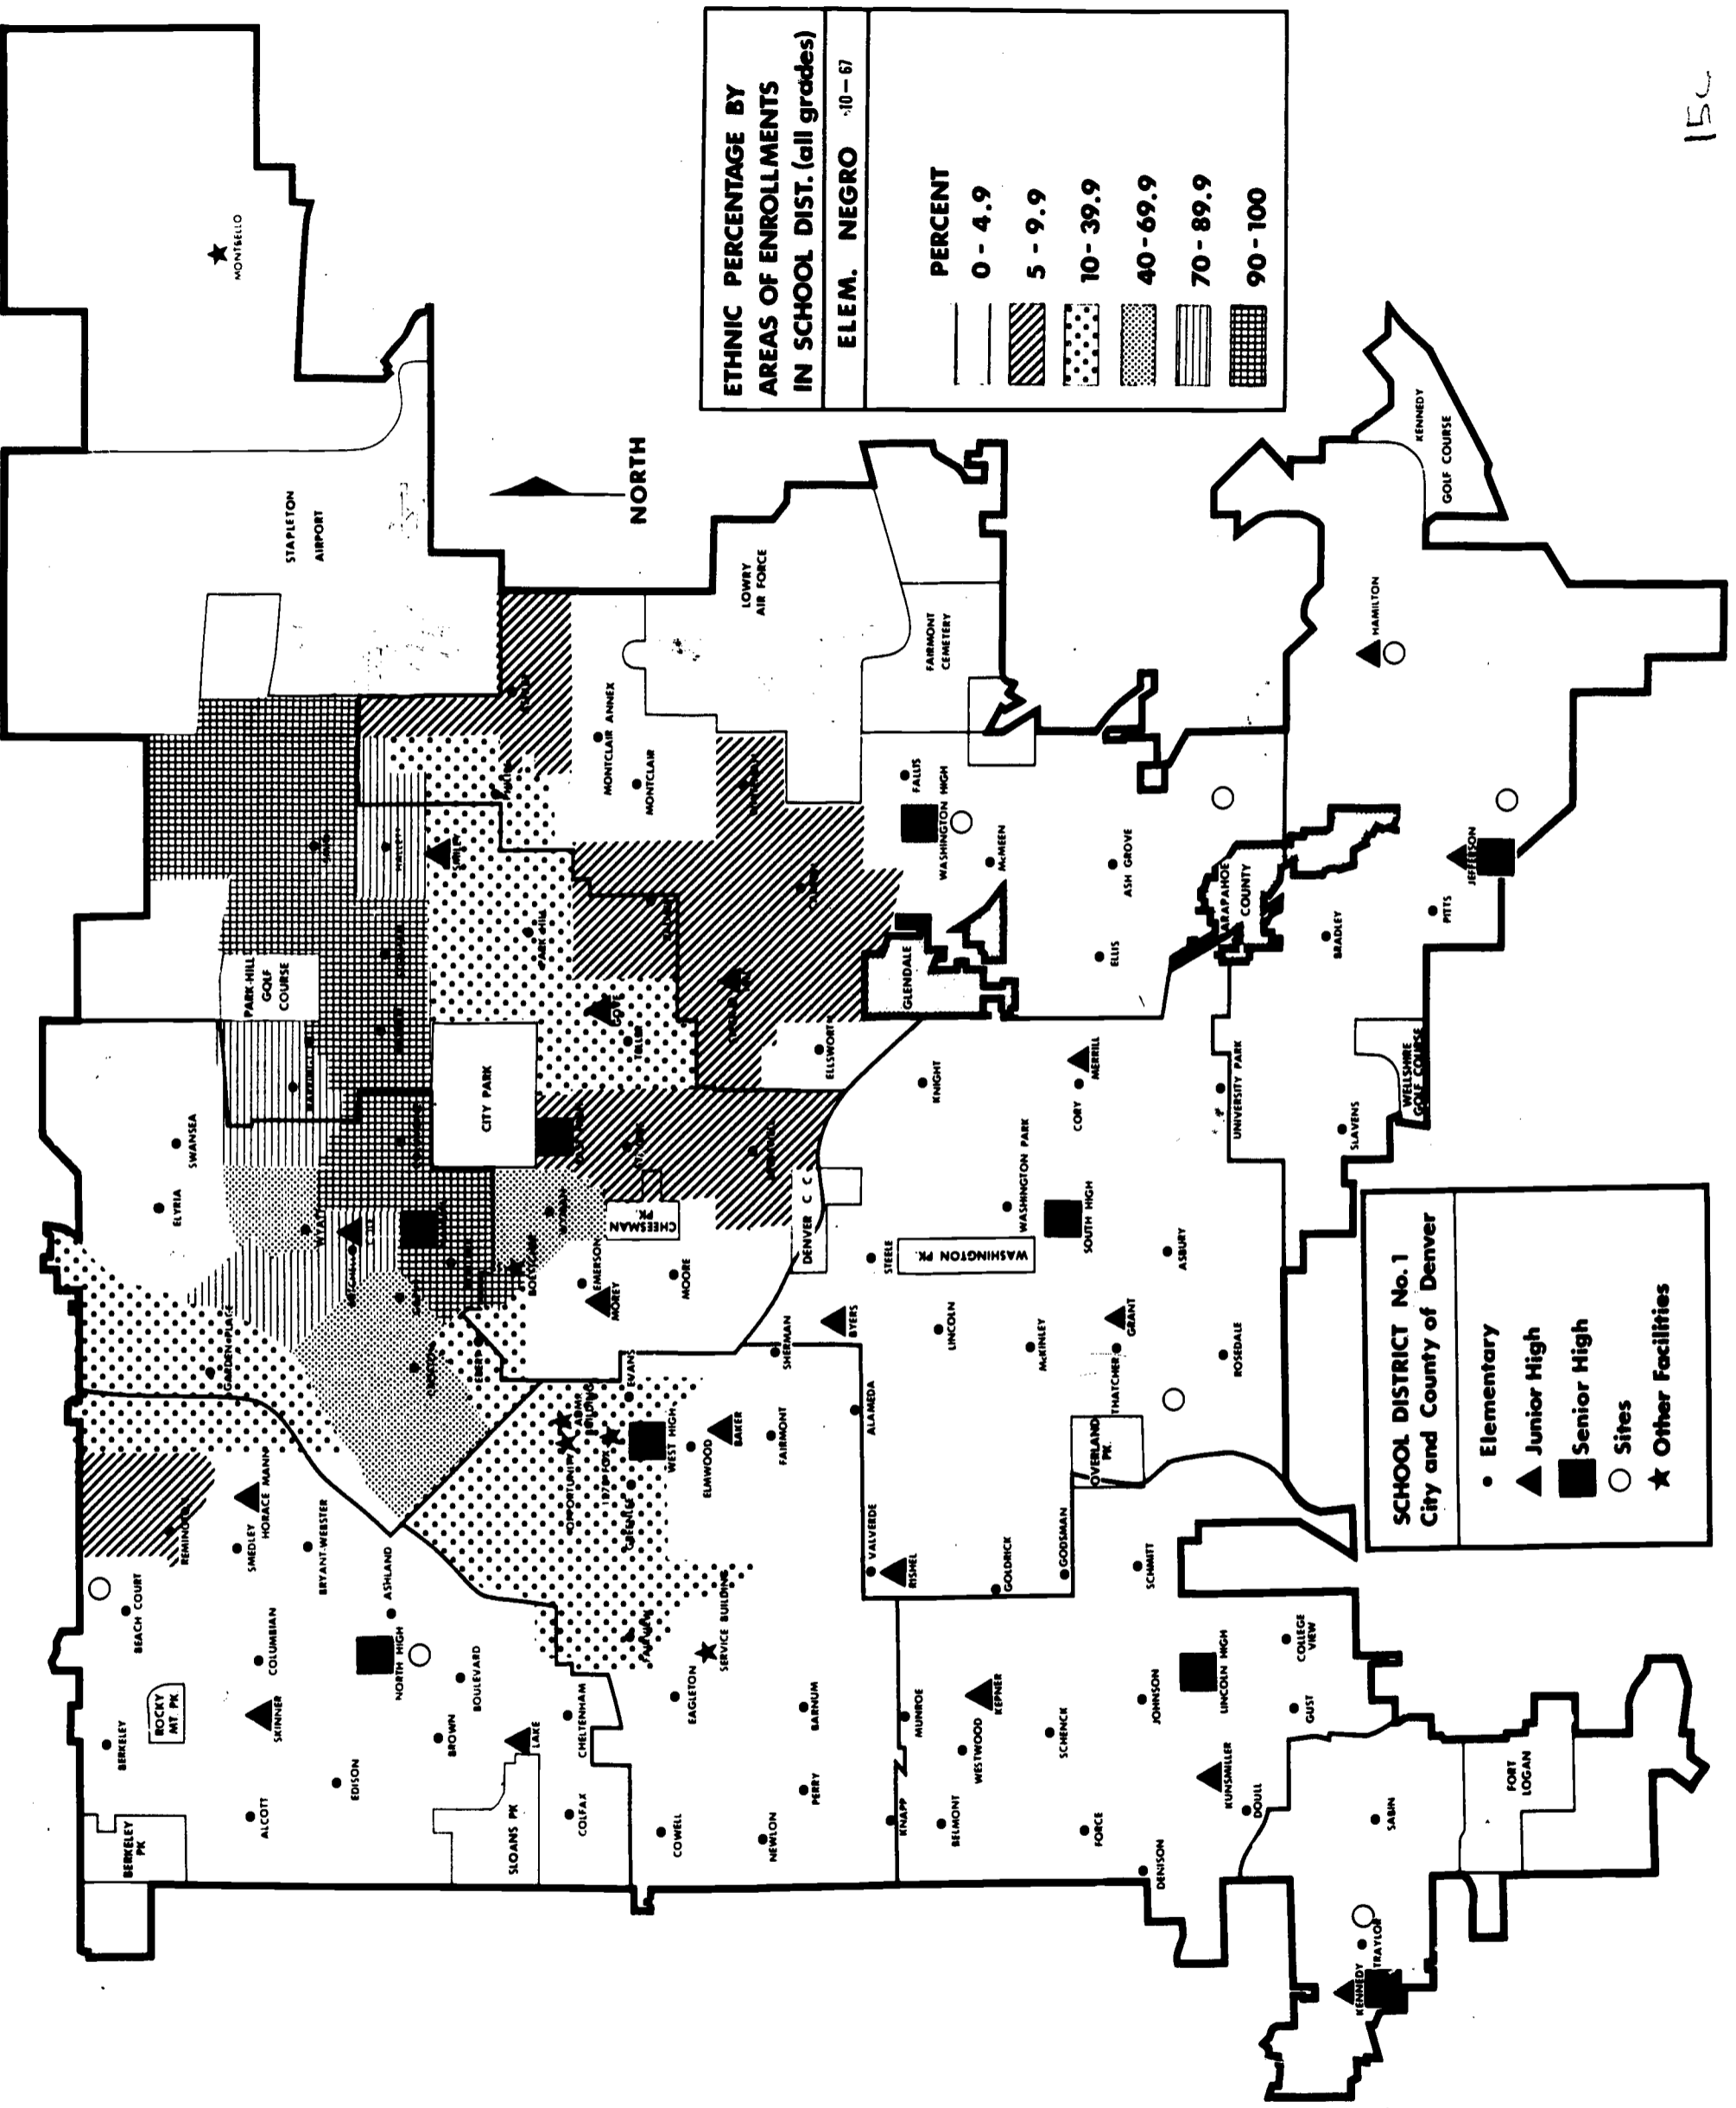 ETHNIC PERCENTAGE BY
AREAS OF ENROLLMENTS
IN SCHOOL DIST. (all grades)
ELEM. NEGRO 10-67
PERCENT
0 - 4.9
5 - 9.9
10 - 39.9
40 - 69.9
70 - 89.9
90 - 100
NORTH
MONTBELLO
STAPLETON
AIRPORT
LOWRY
AIR FORCE
FAIRMONT
CEMETERY
KENNEDY
GOLF COURSE
HAMILTON
MONTCLAIR ANNEX
MONTCLAIR
FALLIS
WASHINGTON HIGH
McMEEN
ASH GROVE
ELLIS
ARAPAHOE
COUNTY
BRADLEY
PITTS
JEFFERSON
GLENDALE
SMILEY
HALLETT
PARK HILL
PARK HILL
GOLF
COURSE
GOVE
TELLER
ELLSWORTH
CITY PARK
SWANSEA
ELYRIA
KNIGHT
MERRILL
CORY
UNIVERSITY PARK
SLAVENS
WELLSHIRE
GOLF COURSE
WASHINGTON PARK
SOUTH HIGH
WASHINGTON PK.
STEELE
DENVER C C
CHEESMAN
PK.
EMERSON
MOREY
MOORE
ASBURY
BYERS
LINCOLN
McKINLEY
GRANT
THATCHER
ROSEDALE
SHERMAN
GARDEN PLACE
EBERT
EVANS
WEST HIGH
ELMWOOD
BAKER
FAIRMONT
ALAMEDA
OPPORTUNITY
GREENLEE
OVERLAND
PK.
VALVERDE
RISHEL
GOLDRICK
GODSMAN
SCHMITT
REMINGTON
SMEDLEY
HORACE MANN
BRYANT-WEBSTER
ASHLAND
BEACH COURT
COLUMBIAN
NORTH HIGH
BOULEVARD
FAIRVIEW
SERVICE BUILDING
EAGLETON
BARNUM
ROCKY
MT. PK
BERKELEY
SKINNER
BROWN
LAKE
CHELTENHAM
MUNROE
KEPNER
WESTWOOD
SCHENCK
JOHNSON
LINCOLN HIGH
COLLEGE
VIEW
GUST
EDISON
ALCOTT
BERKELEY
PK
SLOANS PK
COLFAX
COWELL
NEWLON
PERRY
KNAPP
BELMONT
FORCE
DENISON
KUNSMILLER
DOULL
SABIN
FORT
LOGAN
TRAYLOR
KENNEDY
SCHOOL DISTRICT No. 1
City and County of Denver
Elementary
Junior High
Senior High
Sites
Other Facilities